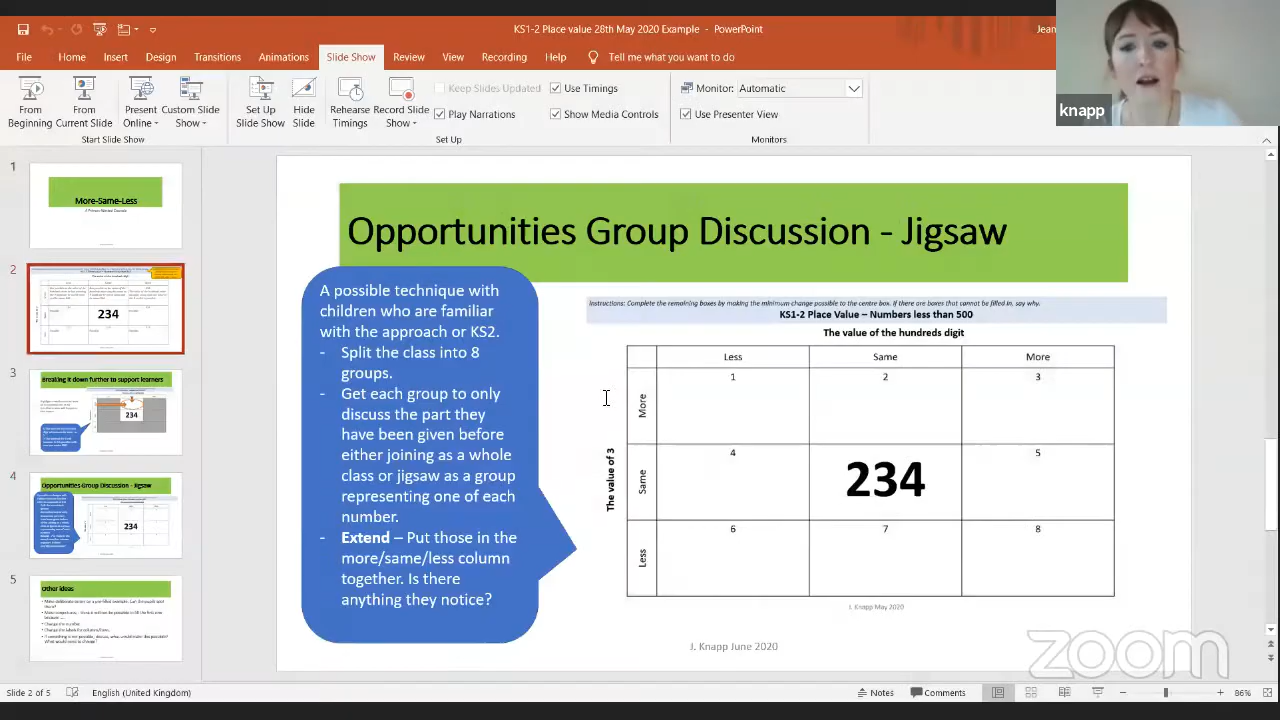 KS1-2 Place value 28th May 2020 Example - PowerPoint
Jean
File Home Insert Design Transitions Animations Slide Show Review View Recording Help Tell me what you want to do
From Beginning
From Current Slide
Present Online
Custom Slide Show
Start Slide Show
Set Up Slide Show
Hide Slide
Rehearse Timings
Record Slide Show
Keep Slides Updated
Use Timings
Play Narrations
Show Media Controls
Set Up
Monitor: Automatic
Use Presenter View
Monitors
knapp
1
More-Same-Less
2
234
3
Breaking it down further to support learners
234
4
Opportunities Group Discussion - Jigsaw
234
5
Other ideas
Opportunities Group Discussion - Jigsaw
A possible technique with
children who are familiar
with the approach or KS2.
- Split the class into 8
groups.
- Get each group to only
discuss the part they
have been given before
either joining as a whole
class or jigsaw as a group
representing one of each
number.
- Extend – Put those in the
more/same/less column
together. Is there
anything they notice?
Instructions: Complete the remaining boxes by making the minimum change possible to the centre box. If there are boxes that cannot be filled in, say why.
KS1-2 Place Value – Numbers less than 500
The value of the hundreds digit
Less Same More
The value of 3
More 1 2 3
Same 4 234 5
Less 6 7 8
J. Knapp May 2020
J. Knapp June 2020
zoom
Slide 2 of 5 English (United Kingdom) Notes Comments 86%